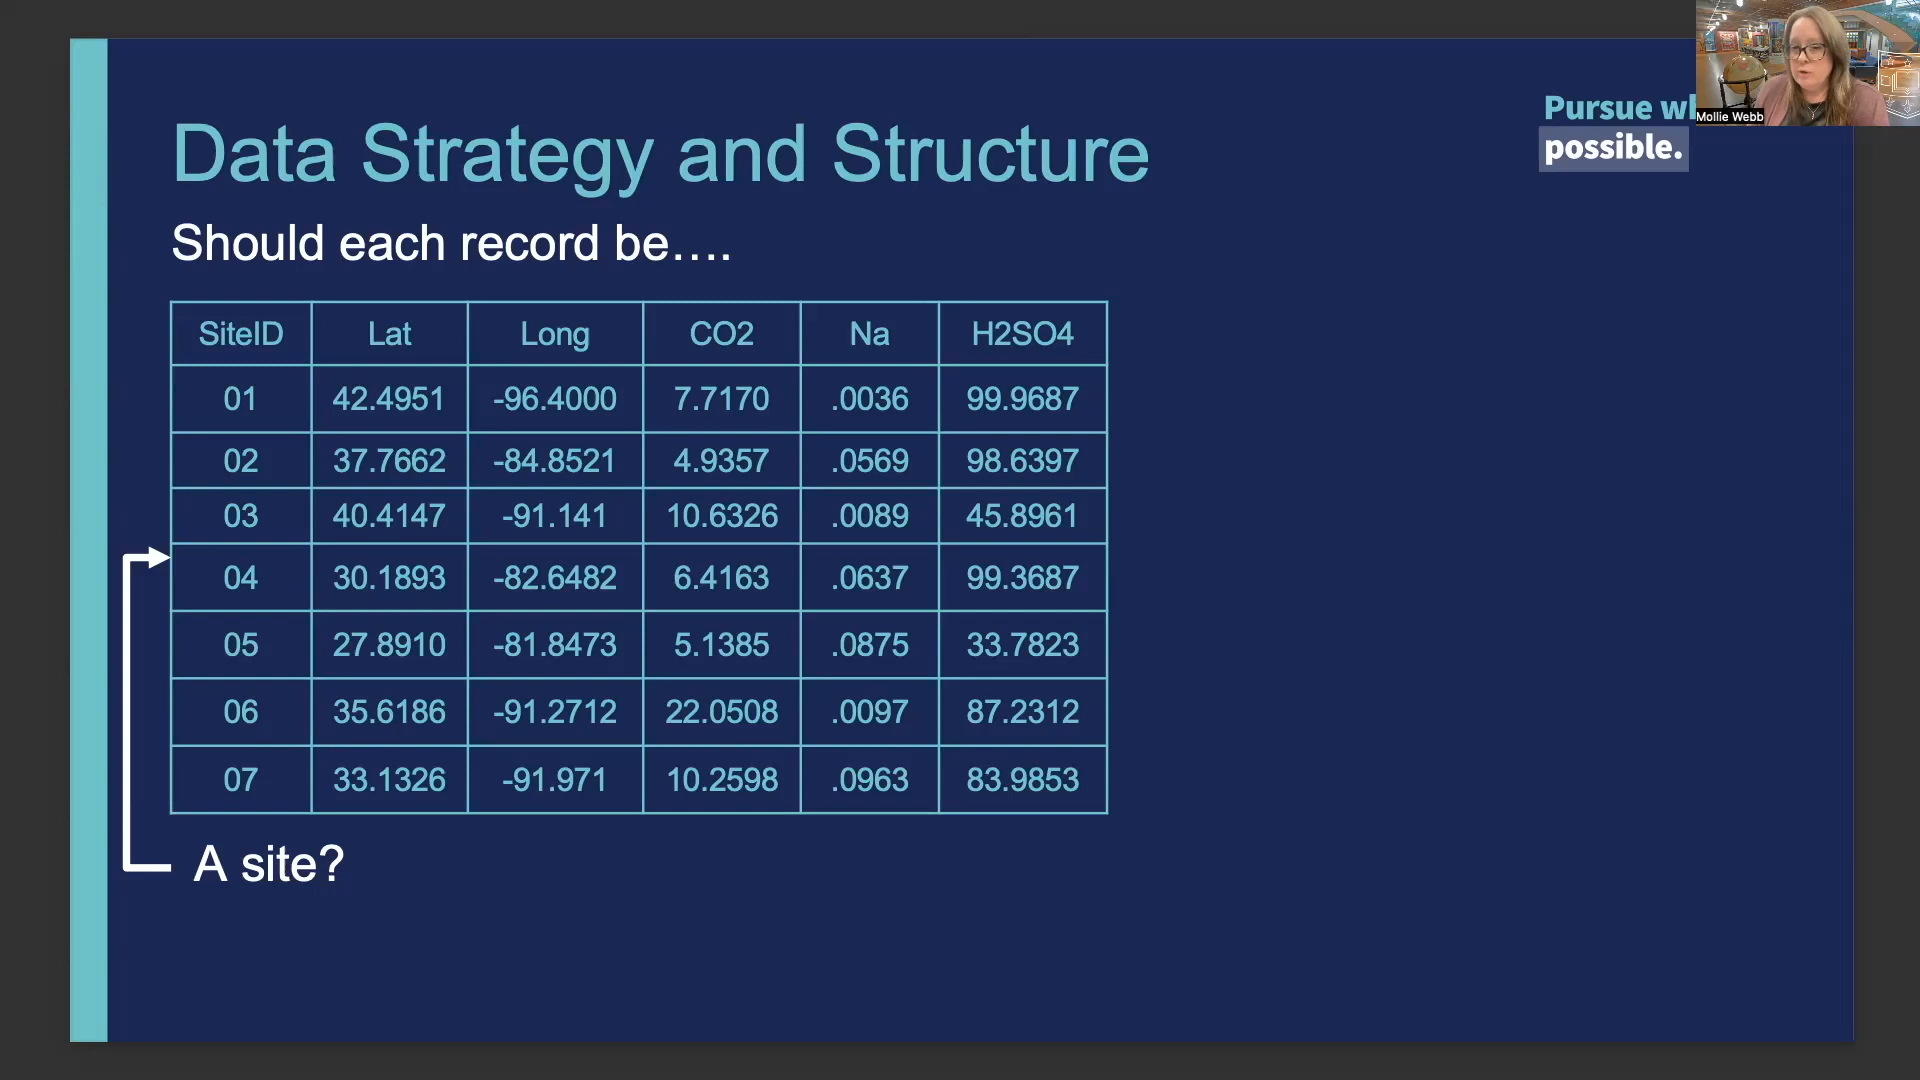 Data Strategy and Structure
Pursue wh
possible.
Mollie Webb
Should each record be….
SiteID Lat Long CO2 Na H2SO4
01 42.4951 -96.4000 7.7170 .0036 99.9687
02 37.7662 -84.8521 4.9357 .0569 98.6397
03 40.4147 -91.141 10.6326 .0089 45.8961
04 30.1893 -82.6482 6.4163 .0637 99.3687
05 27.8910 -81.8473 5.1385 .0875 33.7823
06 35.6186 -91.2712 22.0508 .0097 87.2312
07 33.1326 -91.971 10.2598 .0963 83.9853
A site?